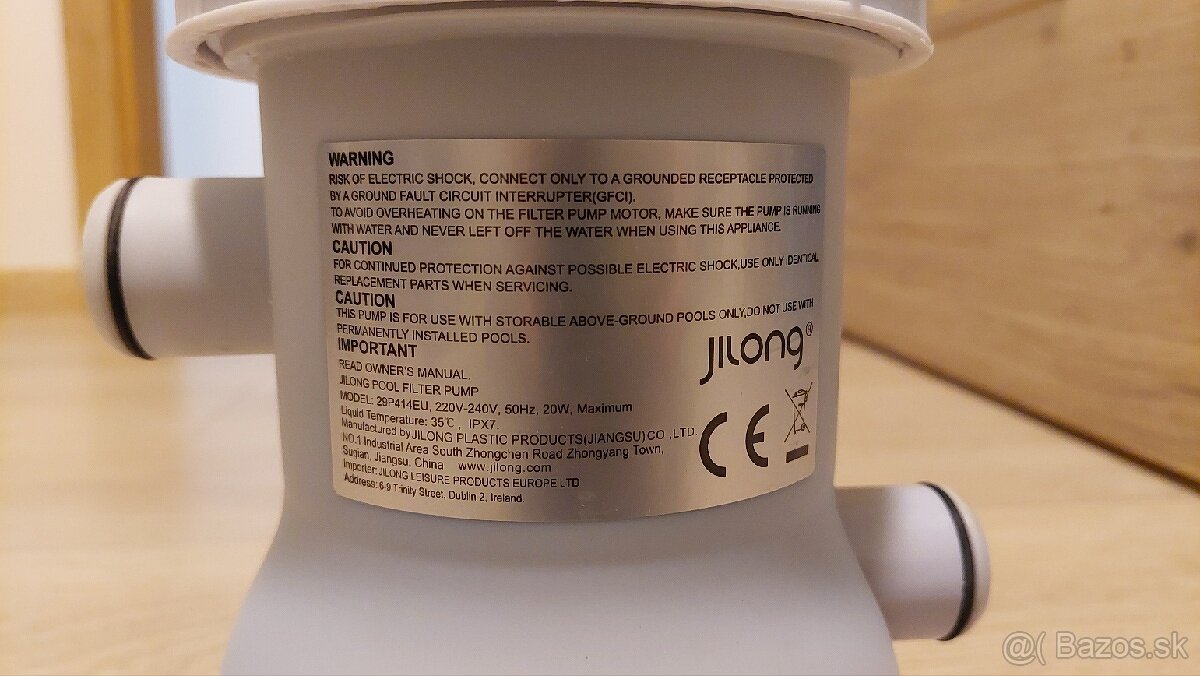 WARNING
RISK OF ELECTRIC SHOCK, CONNECT ONLY TO A GROUNDED RECEPTACLE PROTECTED
BY A GROUND FAULT CIRCUIT INTERRUPTER(GFCI).
TO AVOID OVERHEATING ON THE FILTER PUMP MOTOR, MAKE SURE THE PUMP IS RUNNING
WITH WATER AND NEVER LEFT OFF THE WATER WHEN USING THIS APPLIANCE.
CAUTION
FOR CONTINUED PROTECTION AGAINST POSSIBLE ELECTRIC SHOCK,USE ONLY IDENTICAL
REPLACEMENT PARTS WHEN SERVICING.
CAUTION
THIS PUMP IS FOR USE WITH STORABLE ABOVE-GROUND POOLS ONLY,DO NOT USE WITH
PERMANENTLY INSTALLED POOLS.
IMPORTANT
READ OWNER'S MANUAL,
JILONG POOL FILTER PUMP
MODEL: 29P414EU, 220V-240V, 50Hz, 20W, Maximum
Liquid Temperature: 35℃, IPX7.
Manufactured by JILONG PLASTIC PRODUCTS(JIANGSU)CO.,LTD.
NO.1 Industrial Area South Zhongchen Road Zhongyang Town,
Suqian, Jiangsu, China www.jilong.com
Importer: JILONG LEISURE PRODUCTS EUROPE LTD
Address: 6-9 Trinity Street, Dublin 2, Ireland.
JILong®
CE
@( Bazos.sk